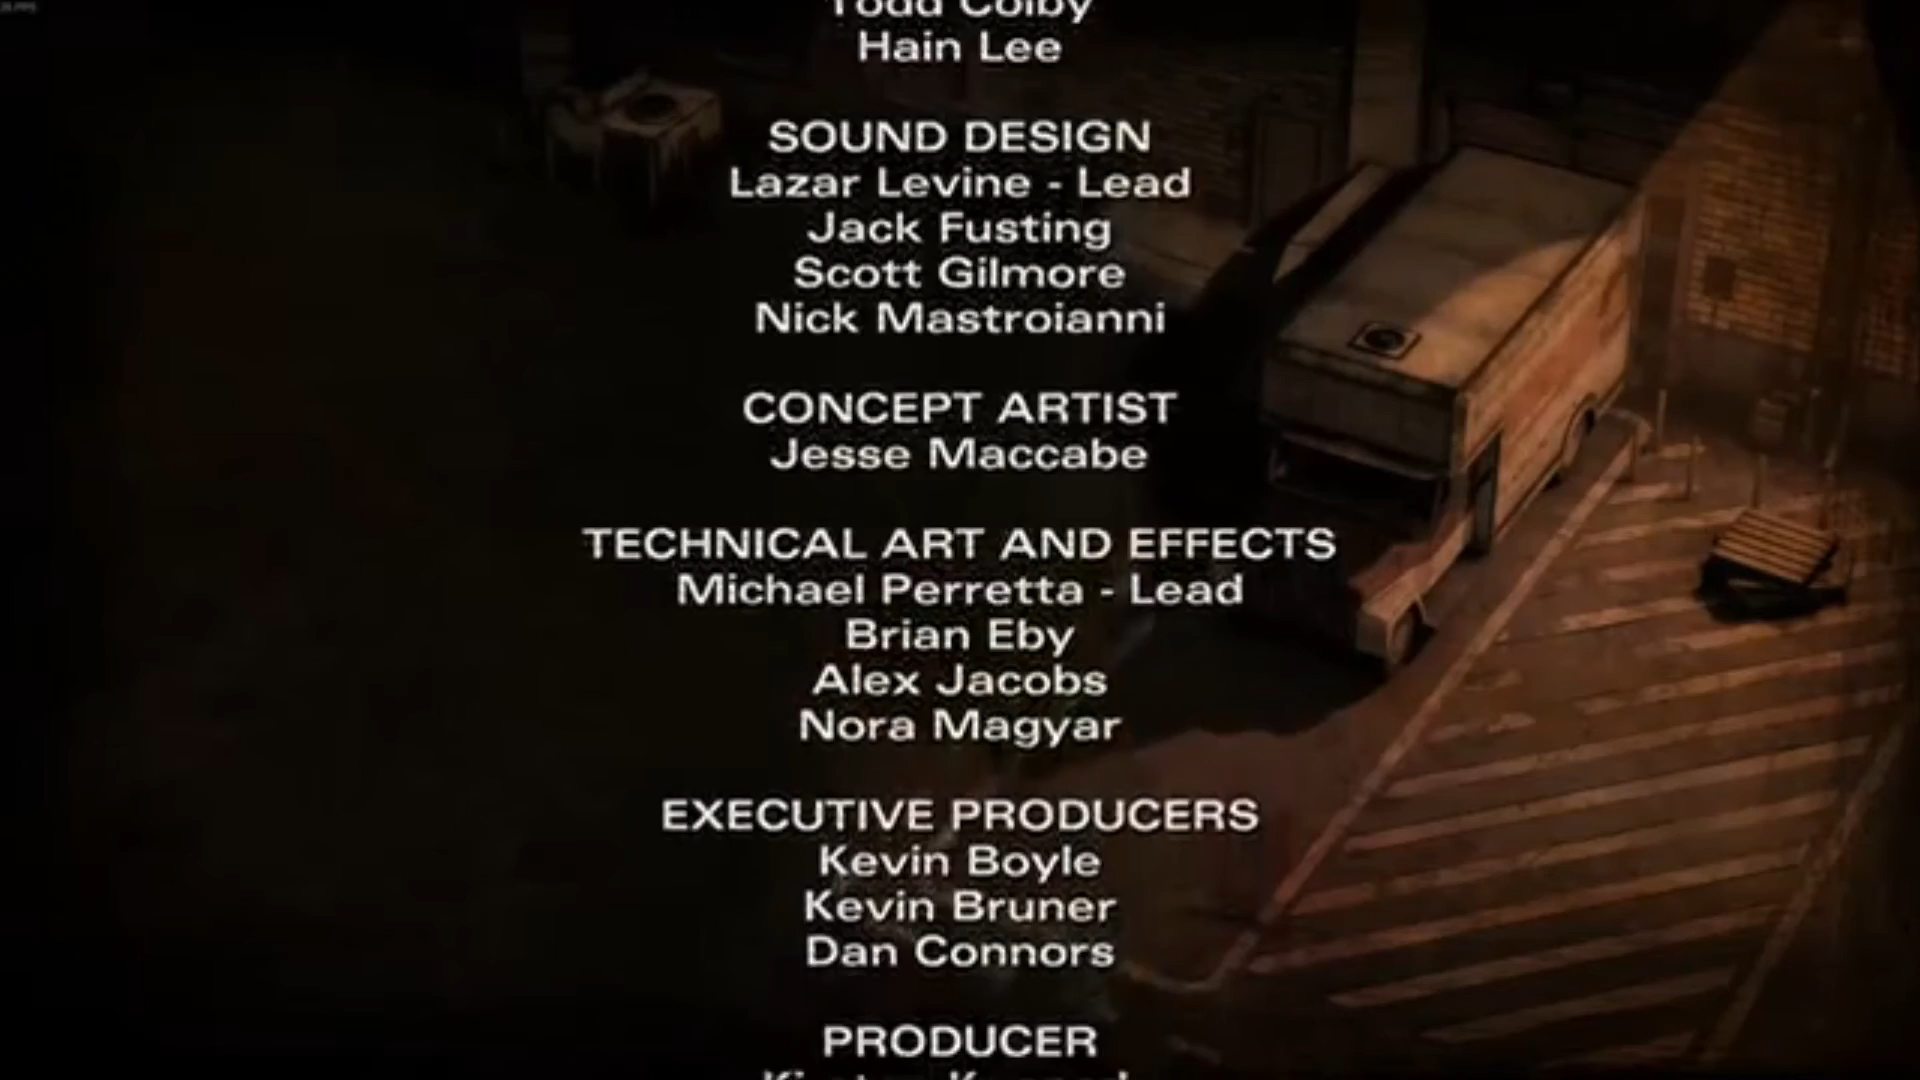 Todd Colby
Hain Lee
SOUND DESIGN
Lazar Levine - Lead
Jack Fusting
Scott Gilmore
Nick Mastroianni
CONCEPT ARTIST
Jesse Maccabe
TECHNICAL ART AND EFFECTS
Michael Perretta - Lead
Brian Eby
Alex Jacobs
Nora Magyar
EXECUTIVE PRODUCERS
Kevin Boyle
Kevin Bruner
Dan Connors
PRODUCER